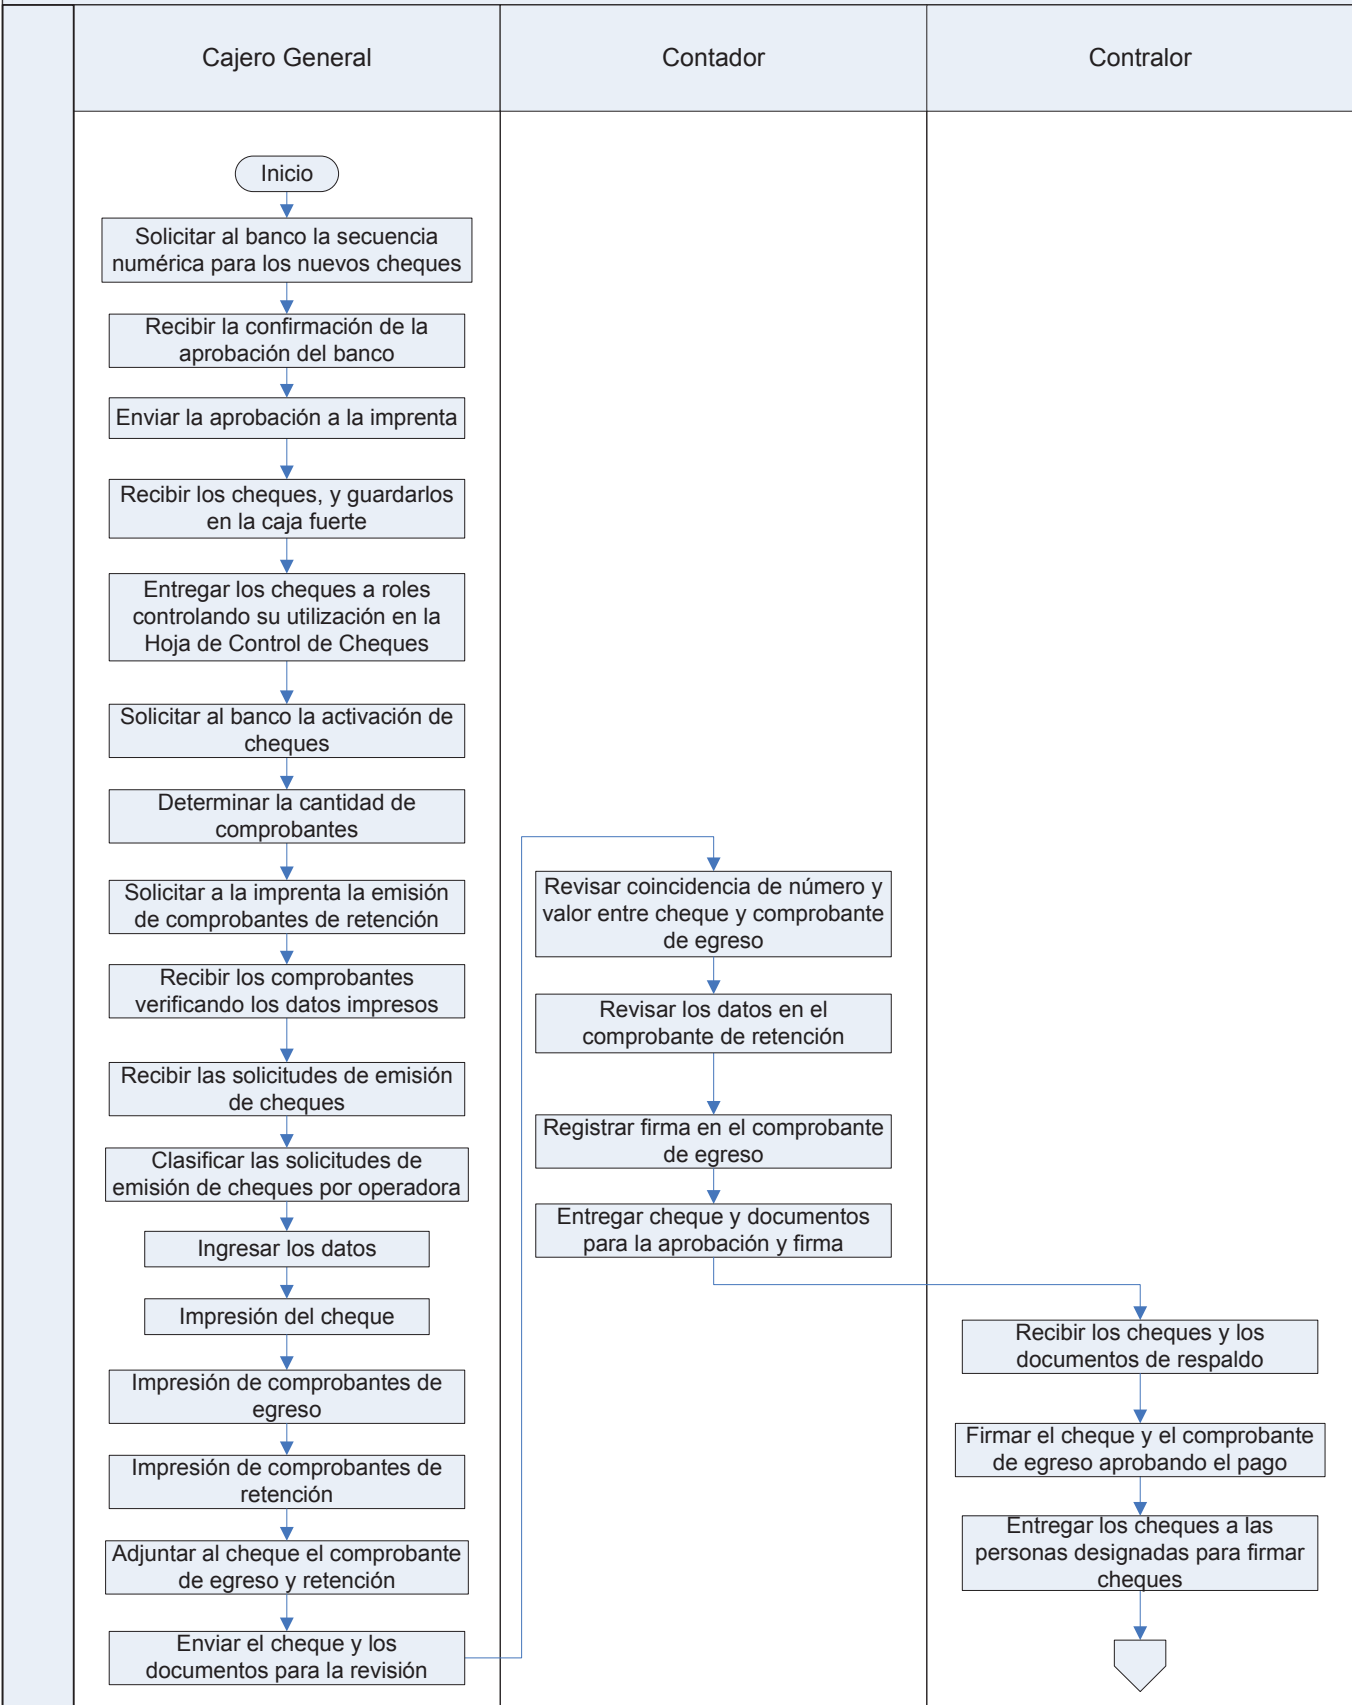 Cajero General
Contador
Contralor
Inicio
Solicitar al banco la secuencia
numérica para los nuevos cheques
Recibir la confirmación de la
aprobación del banco
Enviar la aprobación a la imprenta
Recibir los cheques, y guardarlos
en la caja fuerte
Entregar los cheques a roles
controlando su utilización en la
Hoja de Control de Cheques
Solicitar al banco la activación de
cheques
Determinar la cantidad de
comprobantes
Solicitar a la imprenta la emisión
de comprobantes de retención
Recibir los comprobantes
verificando los datos impresos
Recibir las solicitudes de emisión
de cheques
Clasificar las solicitudes de
emisión de cheques por operadora
Ingresar los datos
Impresión del cheque
Impresión de comprobantes de
egreso
Impresión de comprobantes de
retención
Adjuntar al cheque el comprobante
de egreso y retención
Enviar el cheque y los
documentos para la revisión
Revisar coincidencia de número y
valor entre cheque y comprobante
de egreso
Revisar los datos en el
comprobante de retención
Registrar firma en el comprobante
de egreso
Entregar cheque y documentos
para la aprobación y firma
Recibir los cheques y los
documentos de respaldo
Firmar el cheque y el comprobante
de egreso aprobando el pago
Entregar los cheques a las
personas designadas para firmar
cheques